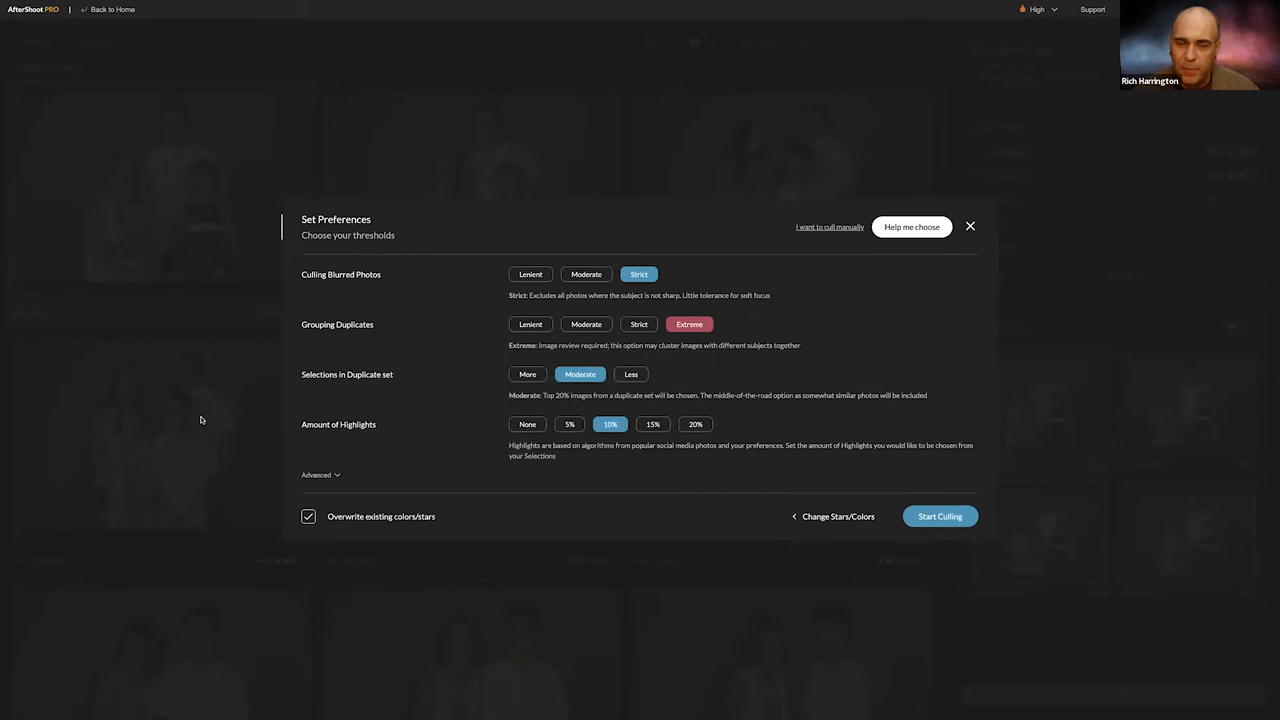 AfterShoot PRO | Back to Home
High
Support
Rich Harrington
Set Preferences
Choose your thresholds
I want to cull manually
Help me choose
Culling Blurred Photos
Lenient Moderate Strict
Strict: Excludes all photos where the subject is not sharp. Little tolerance for soft focus
Grouping Duplicates
Lenient Moderate Strict Extreme
Extreme: Image review required; this option may cluster images with different subjects together
Selections in Duplicate set
More Moderate Less
Moderate: Top 20% images from a duplicate set will be chosen. The middle-of-the-road option as somewhat similar photos will be included
Amount of Highlights
None 5% 10% 15% 20%
Highlights are based on algorithms from popular social media photos and your preferences. Set the amount of Highlights you would like to be chosen from
your Selections
Advanced
Overwrite existing colors/stars
Change Stars/Colors
Start Culling